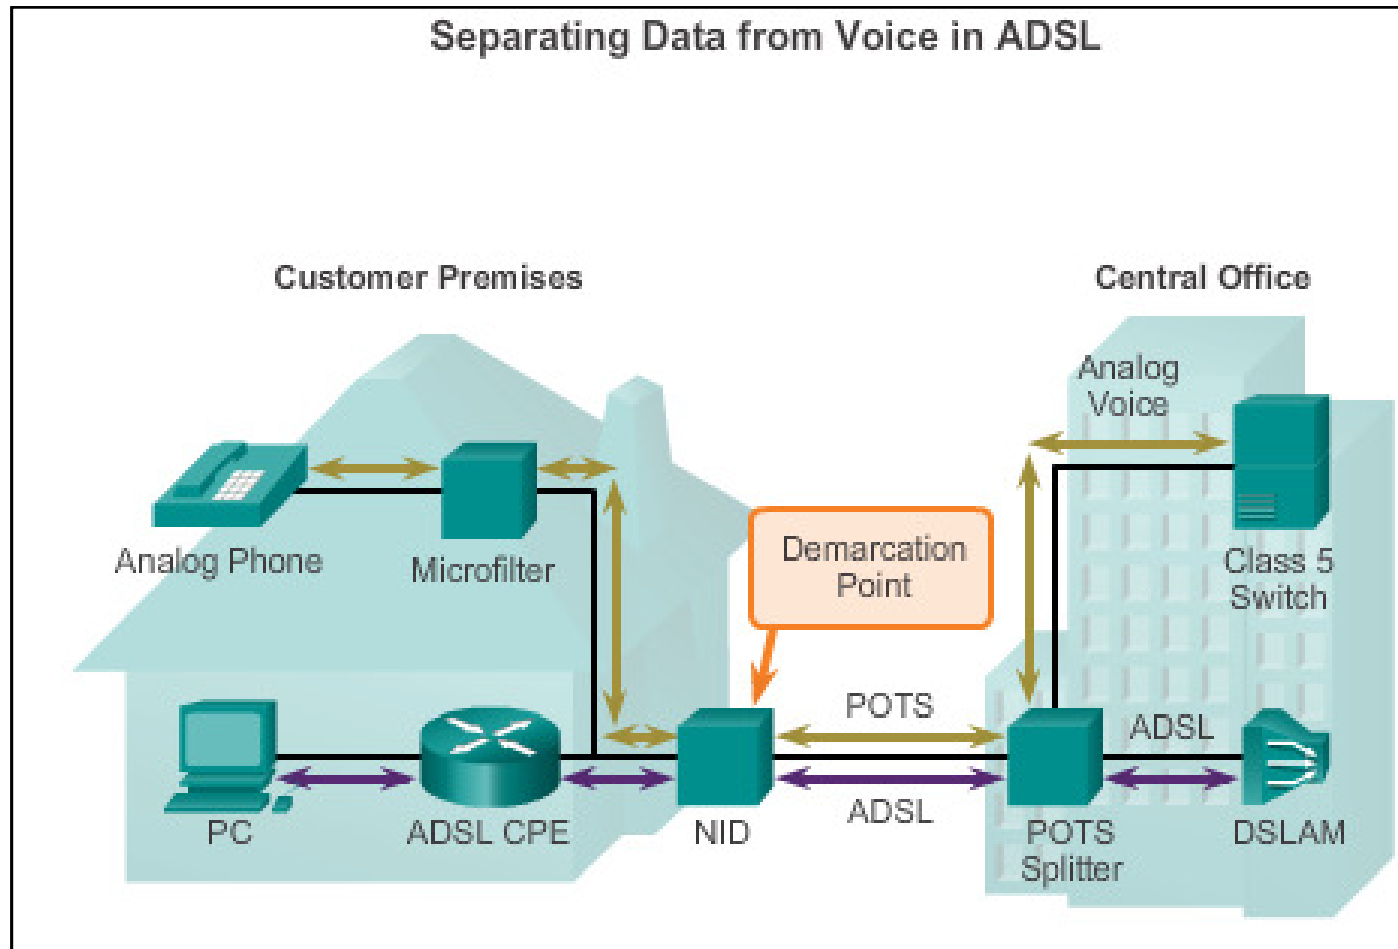 Separating Data from Voice in ADSL
Customer Premises
Central Office
Analog
Voice
Analog Phone
Microfilter
Demarcation
Point
Class 5
Switch
POTS
ADSL
PC
ADSL CPE
NID
ADSL
POTS
Splitter
DSLAM